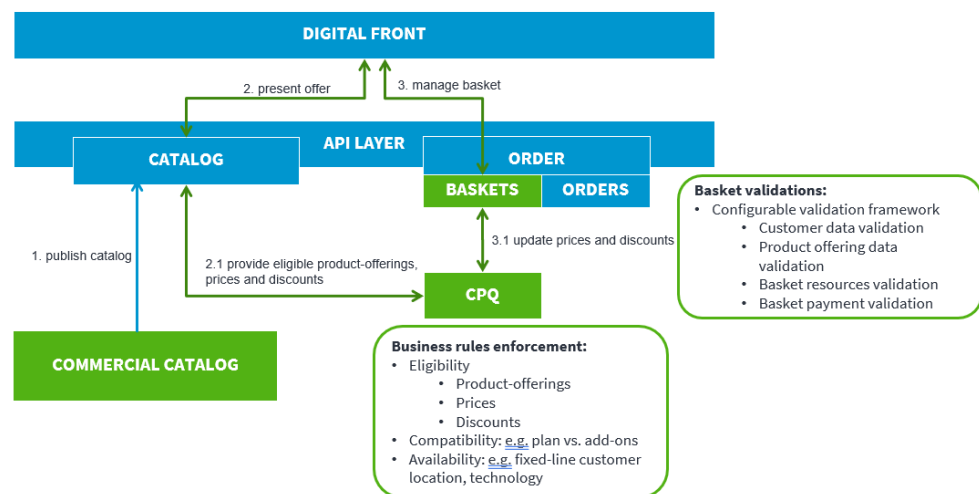 DIGITAL FRONT
2. present offer
3. manage basket
API LAYER
CATALOG
ORDER
BASKETS
ORDERS
Basket validations:
• Configurable validation framework
• Customer data validation
• Product offering data
validation
• Basket resources validation
• Basket payment validation
1. publish catalog
2.1 provide eligible product-offerings,
prices and discounts
3.1 update prices and discounts
CPQ
COMMERCIAL CATALOG
Business rules enforcement:
• Eligibility
• Product-offerings
• Prices
• Discounts
• Compatibility: e.g. plan vs. add-ons
• Availability: e.g. fixed-line customer
location, technology